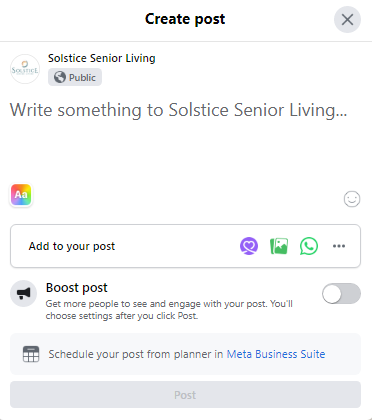 Create post
SOLSTICE
Solstice Senior Living
Public
Write something to Solstice Senior Living...
Aa
Add to your post
Boost post
Get more people to see and engage with your post. You'll
choose settings after you click Post.
Schedule your post from planner in Meta Business Suite
Post